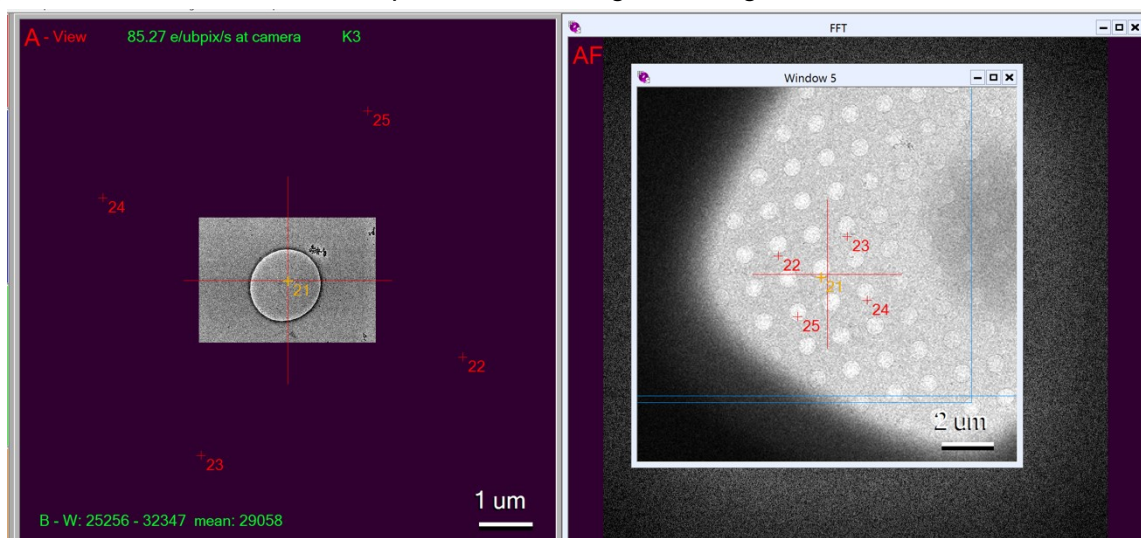 A - View 85.27 e/ubpix/s at camera K3
25
24
21
22
23
1 um
B - W: 25256 - 32347 mean: 29058
FFT
AF
Window 5
23
22
21
24
25
2 um